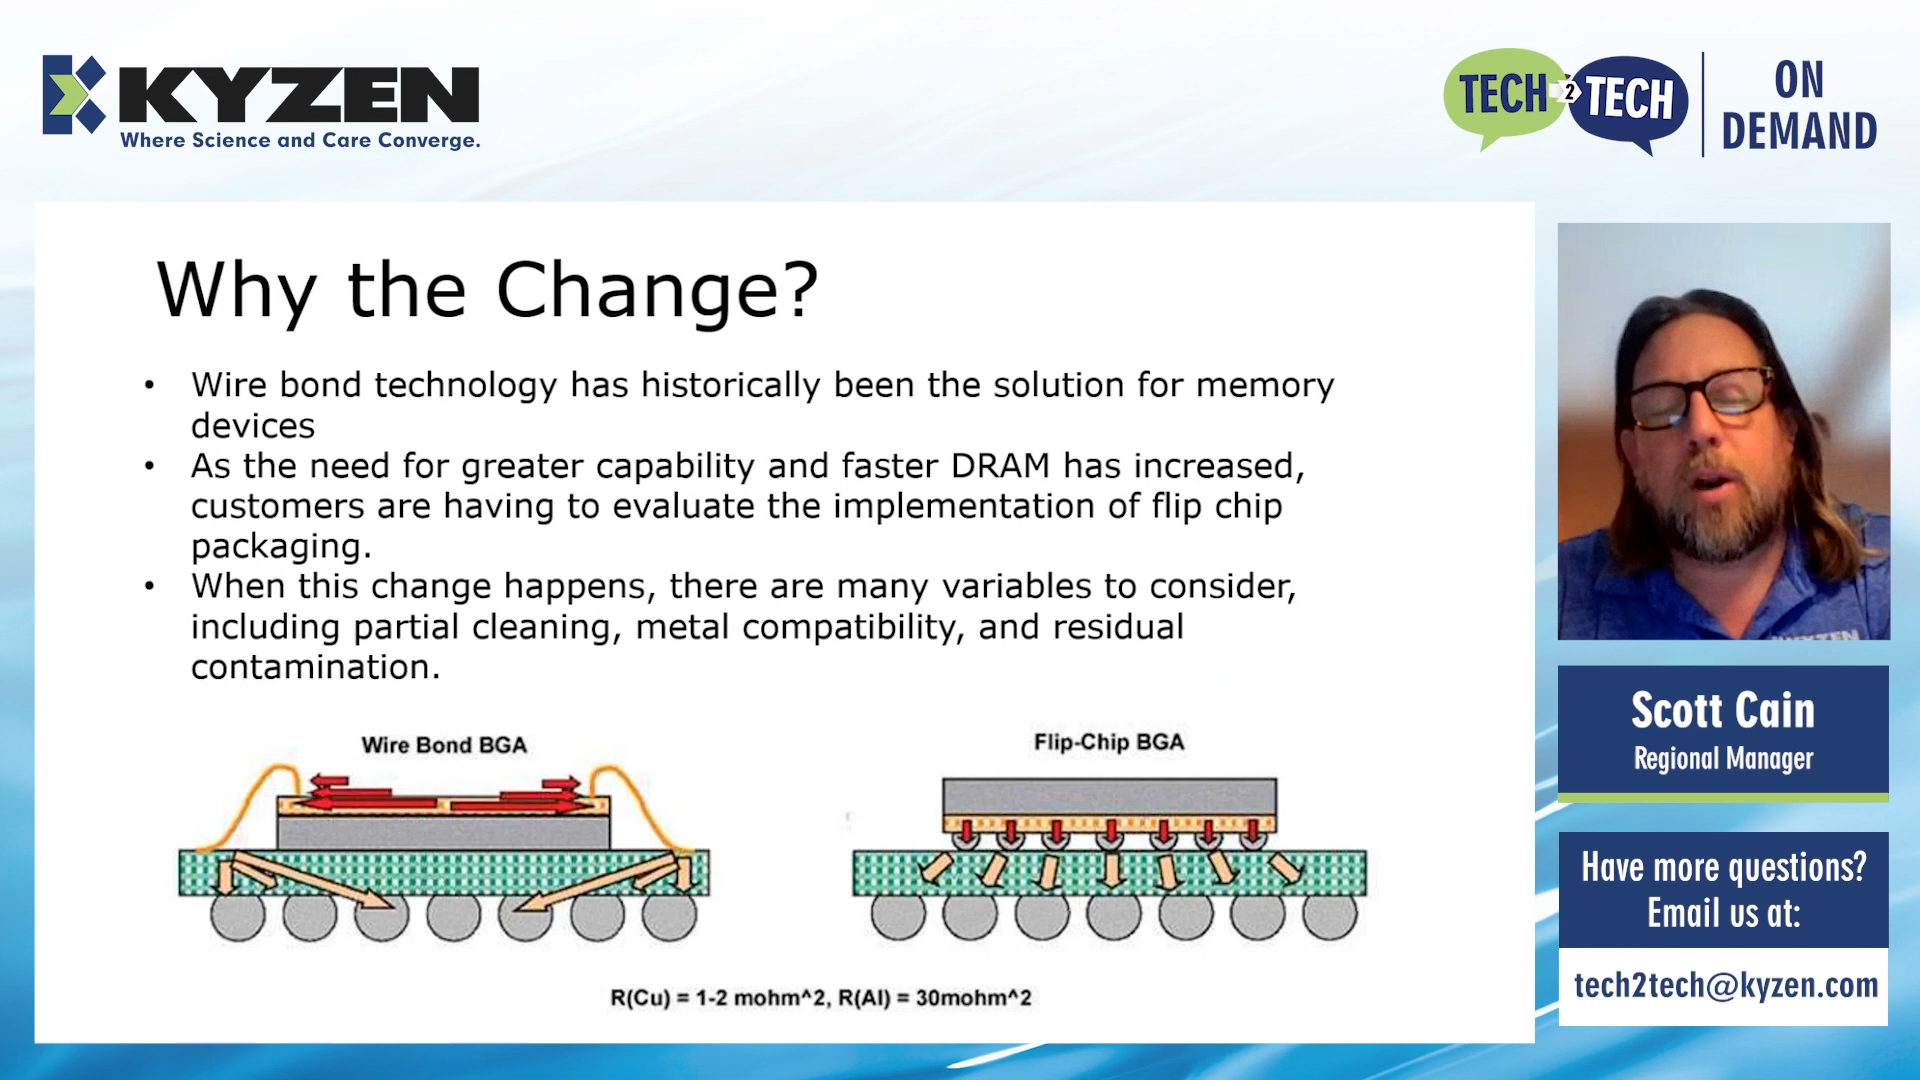 KYZEN
Where Science and Care Converge.
TECH 2 TECH
ON
DEMAND
Why the Change?
• Wire bond technology has historically been the solution for memory
devices
• As the need for greater capability and faster DRAM has increased,
customers are having to evaluate the implementation of flip chip
packaging.
• When this change happens, there are many variables to consider,
including partial cleaning, metal compatibility, and residual
contamination.
Wire Bond BGA
Flip-Chip BGA
R(Cu) = 1-2 mohm^2, R(Al) = 30mohm^2
KYZEN
Scott Cain
Regional Manager
Have more questions?
Email us at:
tech2tech@kyzen.com